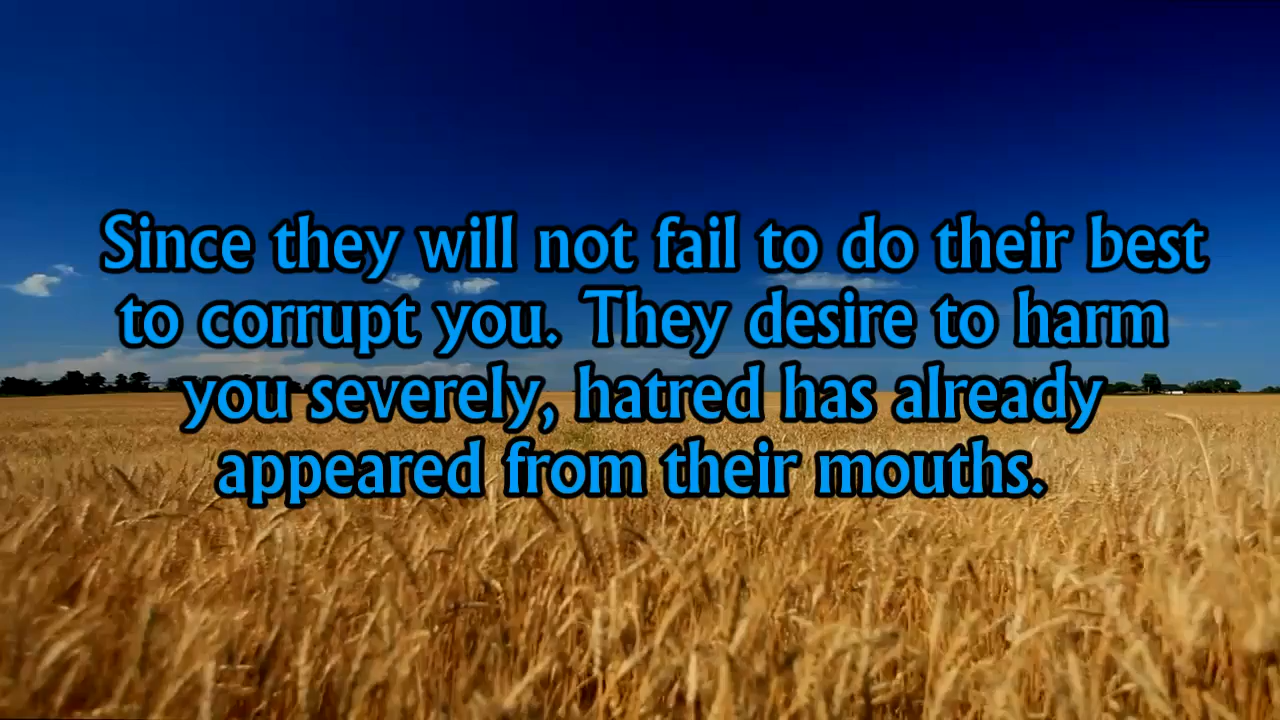 Since they will not fail to do their best
to corrupt you. They desire to harm
you severely, hatred has already
appeared from their mouths.